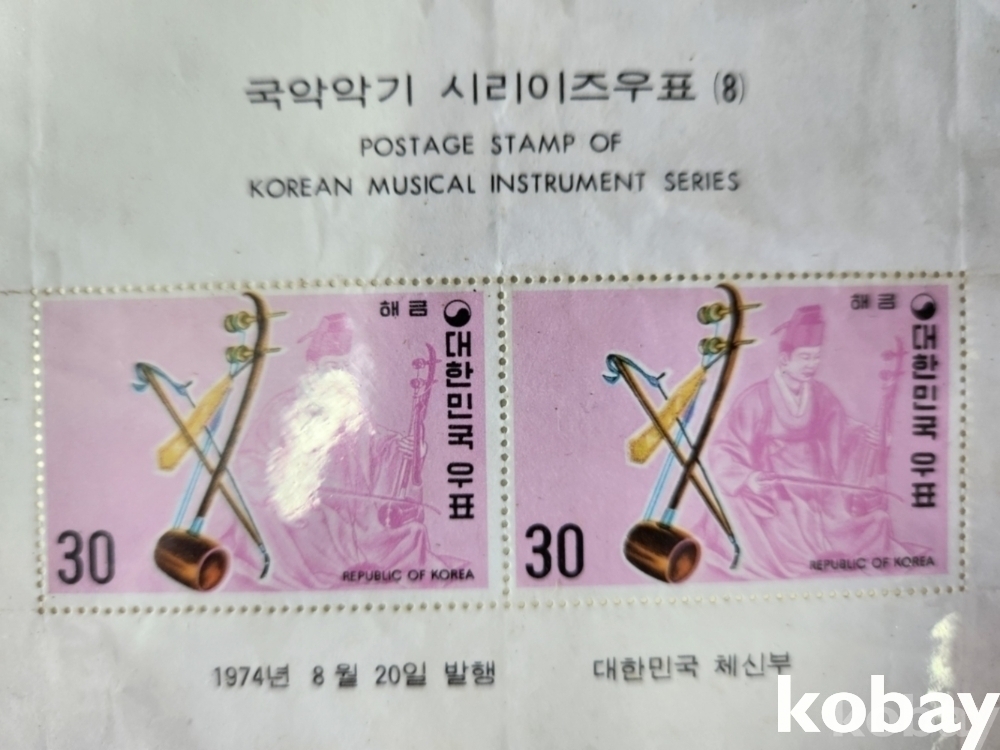 국악악기 시리이즈우표 (8)
POSTAGE STAMP OF
KOREAN MUSICAL INSTRUMENT SERIES
해금
대한민국 우표
30
REPUBLIC OF KOREA
해금
대한민국 우표
30
REPUBLIC OF KOREA
1974년 8월 20일 발행
대한민국 체신부
kobay